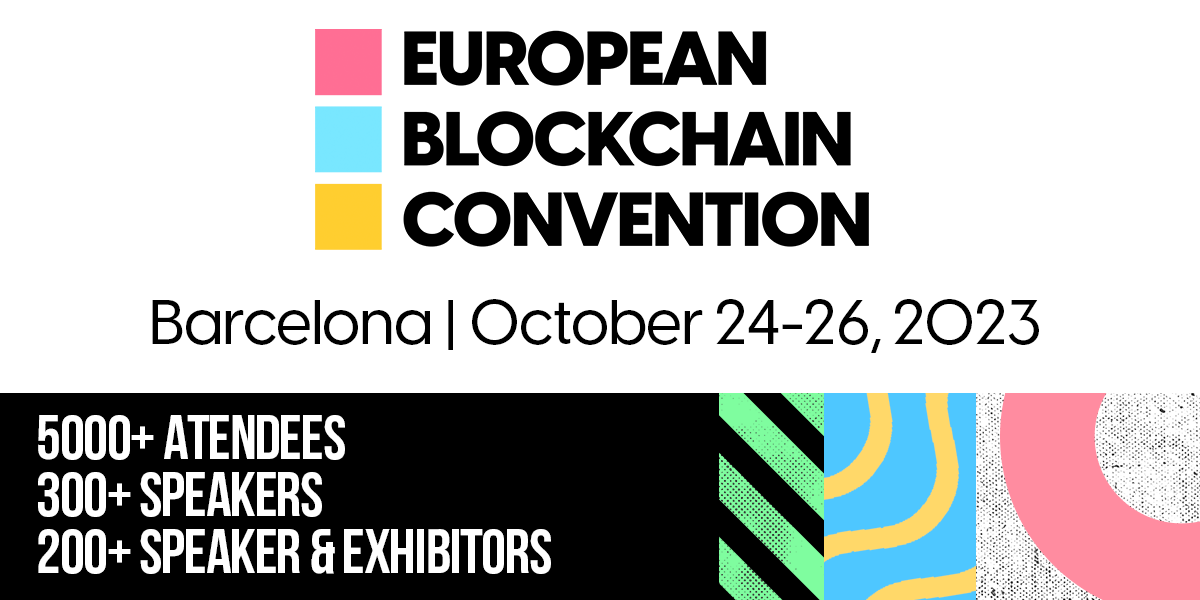 EUROPEAN
BLOCKCHAIN
CONVENTION
Barcelona | October 24-26, 2023
5000+ ATENDEES
300+ SPEAKERS
200+ SPEAKER & EXHIBITORS